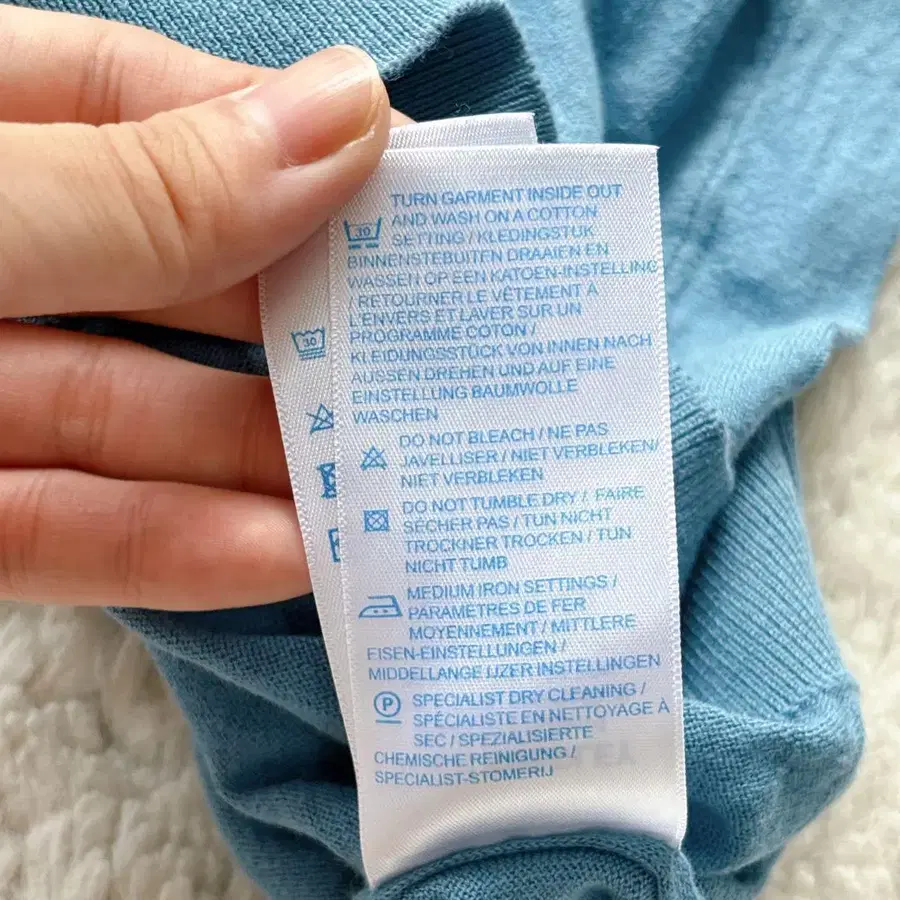 TURN GARMENT INSIDE OUT
30 AND WASH ON A COTTON
SETTING / KLEDINGSTUK
BINNENSTEBUITEN DRAAIEN EN
WASSEN OP EEN KATOEN-INSTELLING
/ RETOURNER LE VÊTEMENT À
L'ENVERS ET LAVER SUR UN
PROGRAMME COTON /
KLEIDUNGSSTÜCK VON INNEN NACH
AUSSEN DREHEN UND AUF EINE
EINSTELLUNG BAUMWOLLE
WASCHEN
DO NOT BLEACH / NE PAS
JAVELLISER / NIET VERBLEKEN/
NIET VERBLEKEN
DO NOT TUMBLE DRY / FAIRE
SÉCHER PAS / TUN NICHT
TROCKNER TROCKEN / TUN
NICHT TUMB
MEDIUM IRON SETTINGS /
PARAMETRES DE FER
MOYENNEMENT / MITTLERE
EISEN-EINSTELLUNGEN /
MIDDELLANGE IJZER INSTELLINGEN
P SPECIALIST DRY CLEANING /
SPÉCIALISTE EN NETTOYAGE À
SEC / SPEZIALISIERTE
CHEMISCHE REINIGUNG /
SPECIALIST-STOMERIJ
30